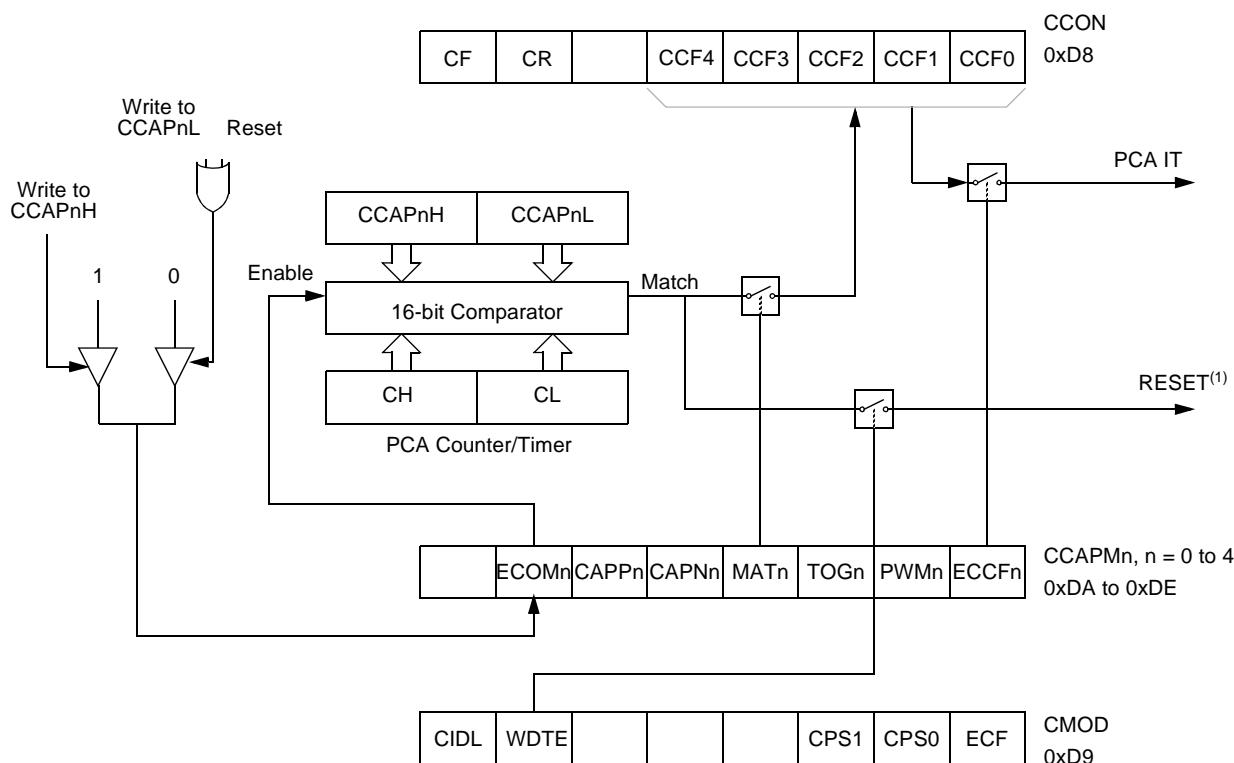 CCON
0xD8
CF CR CCF4 CCF3 CCF2 CCF1 CCF0
Write to
CCAPnL Reset
PCA IT
Write to
CCAPnH
CCAPnH CCAPnL
1 0
Enable
Match
16-bit Comparator
CH CL
RESET(1)
PCA Counter/Timer
ECOMn CAPPn CAPNn MATn TOGn PWMn ECCFn
CCAPMn, n = 0 to 4
0xDA to 0xDE
CIDL WDTE CPS1 CPS0 ECF
CMOD
0xD9